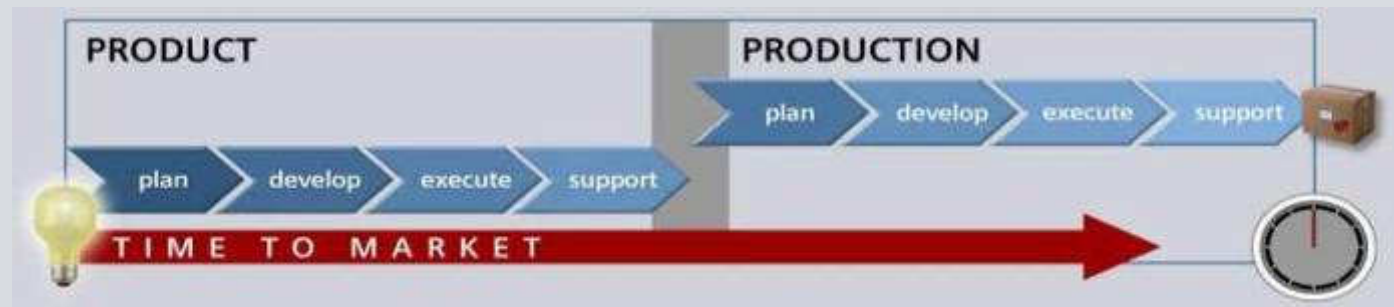 PRODUCT
plan develop execute support
PRODUCTION
plan develop execute support
TIME TO MARKET